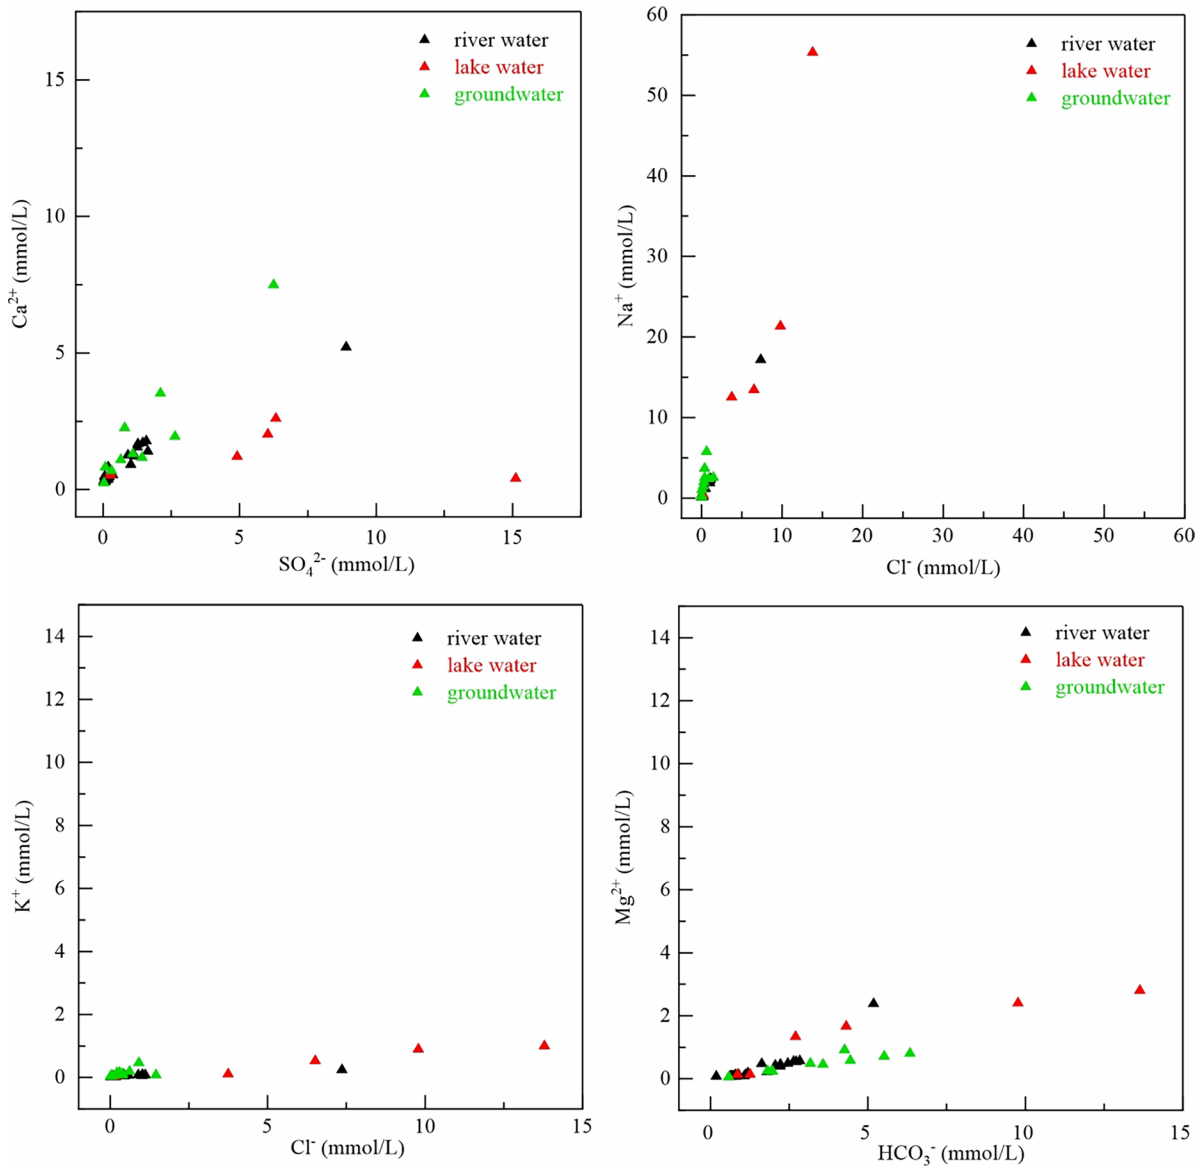 river water
lake water
groundwater
15
10
5
0
Ca²⁺ (mmol/L)
0 5 10 15
SO₄²⁻ (mmol/L)
river water
lake water
groundwater
60
50
40
30
20
10
0
Na⁺ (mmol/L)
0 10 20 30 40 50 60
Cl⁻ (mmol/L)
river water
lake water
groundwater
14
12
10
8
6
4
2
0
K⁺ (mmol/L)
0 5 10 15
Cl⁻ (mmol/L)
river water
lake water
groundwater
14
12
10
8
6
4
2
0
Mg²⁺ (mmol/L)
0 5 10 15
HCO₃⁻ (mmol/L)